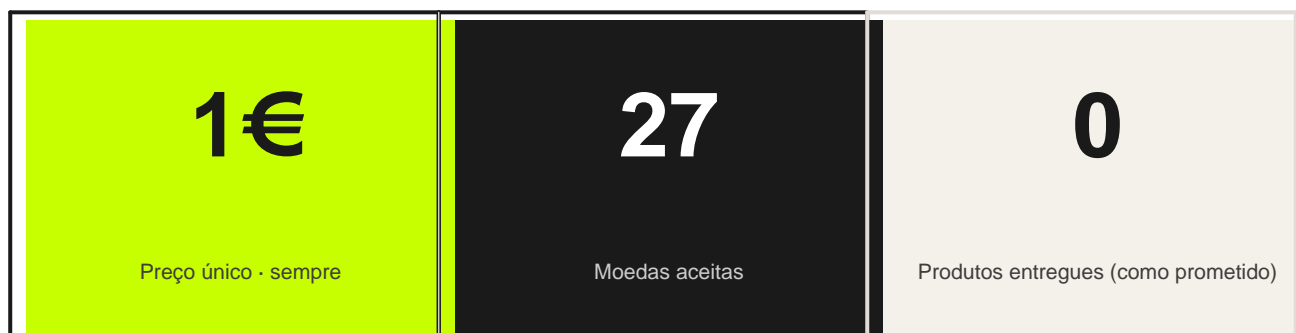 1€
27
0
Preço único · sempre
Moedas aceitas
Produtos entregues (como prometido)